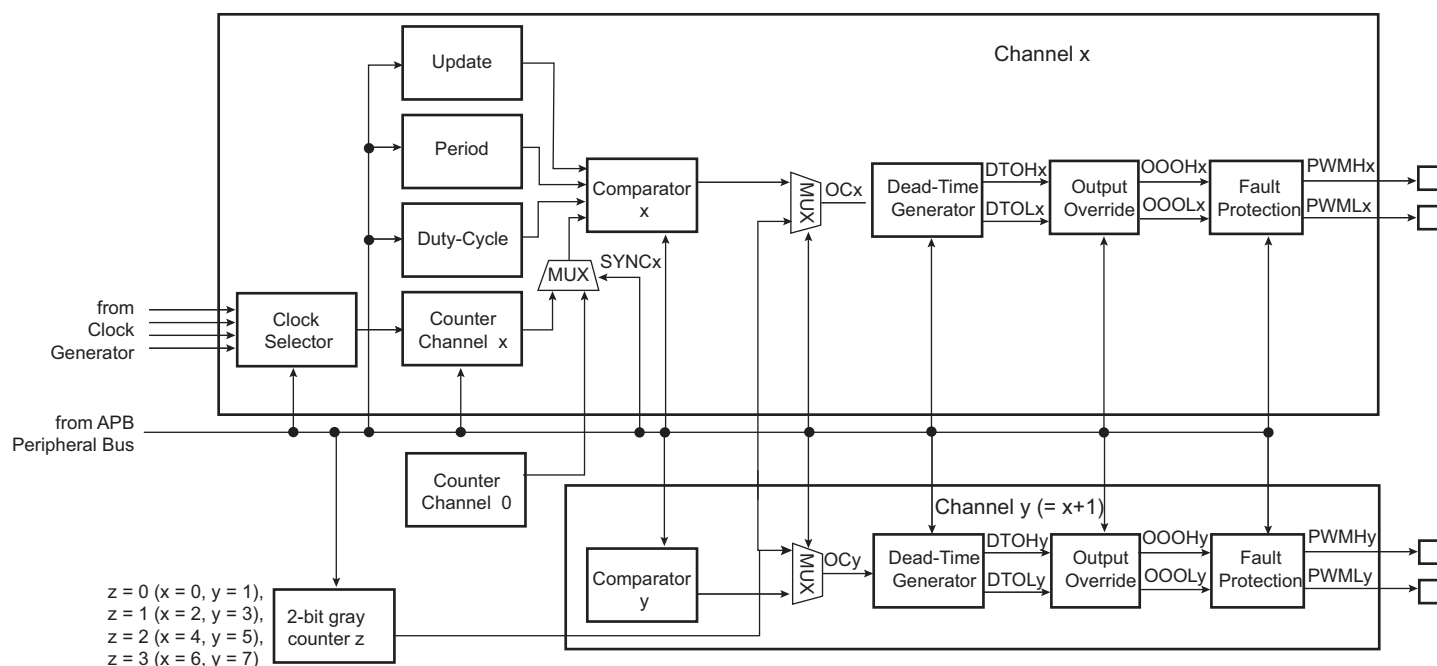 Channel x
Update
Period
Comparator
x
Duty-Cycle
MUX
SYNCx
from
Clock
Generator
Clock
Selector
Counter
Channel x
MUX
OCx
Dead-Time
Generator
DTOHx
DTOLx
Output
Override
OOOHx
OOOLx
Fault
Protection
PWMHx
PWMLx
from APB
Peripheral Bus
Counter
Channel 0
Channel y (= x+1)
Comparator
y
MUX
OCy
Dead-Time
Generator
DTOHy
DTOLy
Output
Override
OOOHy
OOOLy
Fault
Protection
PWMHy
PWMLy
z = 0 (x = 0, y = 1),
z = 1 (x = 2, y = 3),
z = 2 (x = 4, y = 5),
z = 3 (x = 6, y = 7)
2-bit gray
counter z